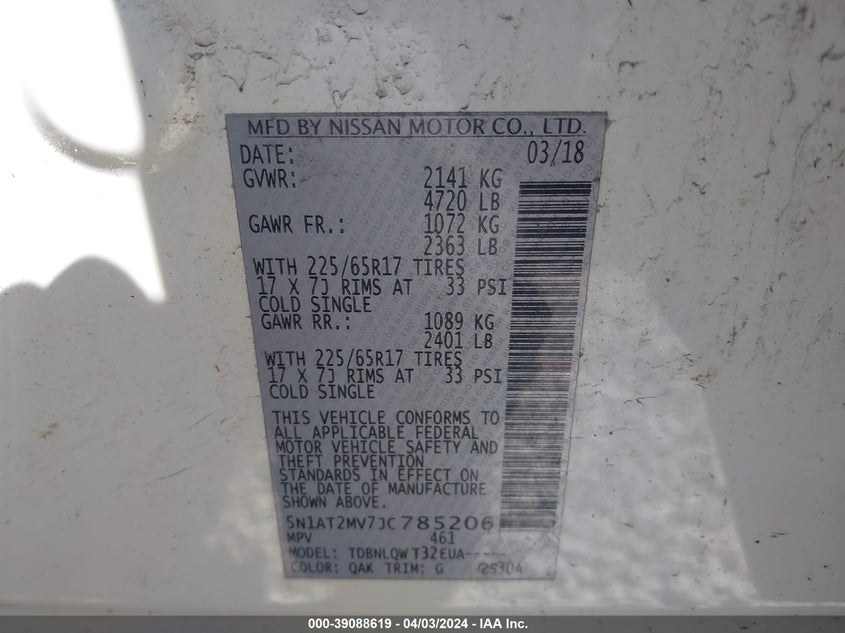 MFD BY NISSAN MOTOR CO., LTD.
DATE: 03/18
GVWR: 2141 KG
4720 LB
GAWR FR.: 1072 KG
2363 LB
WITH 225/65R17 TIRES
17 X 7J RIMS AT 33 PSI
COLD SINGLE
GAWR RR.: 1089 KG
2401 LB
WITH 225/65R17 TIRES
17 X 7J RIMS AT 33 PSI
COLD SINGLE
THIS VEHICLE CONFORMS TO
ALL APPLICABLE FEDERAL
MOTOR VEHICLE SAFETY AND
THEFT PREVENTION
STANDARDS IN EFFECT ON
THE DATE OF MANUFACTURE
SHOWN ABOVE.
5N1AT2MV7JC785206
MPV 461
MODEL: TDBNLQW T32EUA-----
COLOR: QAK TRIM: G
000-39088619 - 04/03/2024 - IAA Inc.